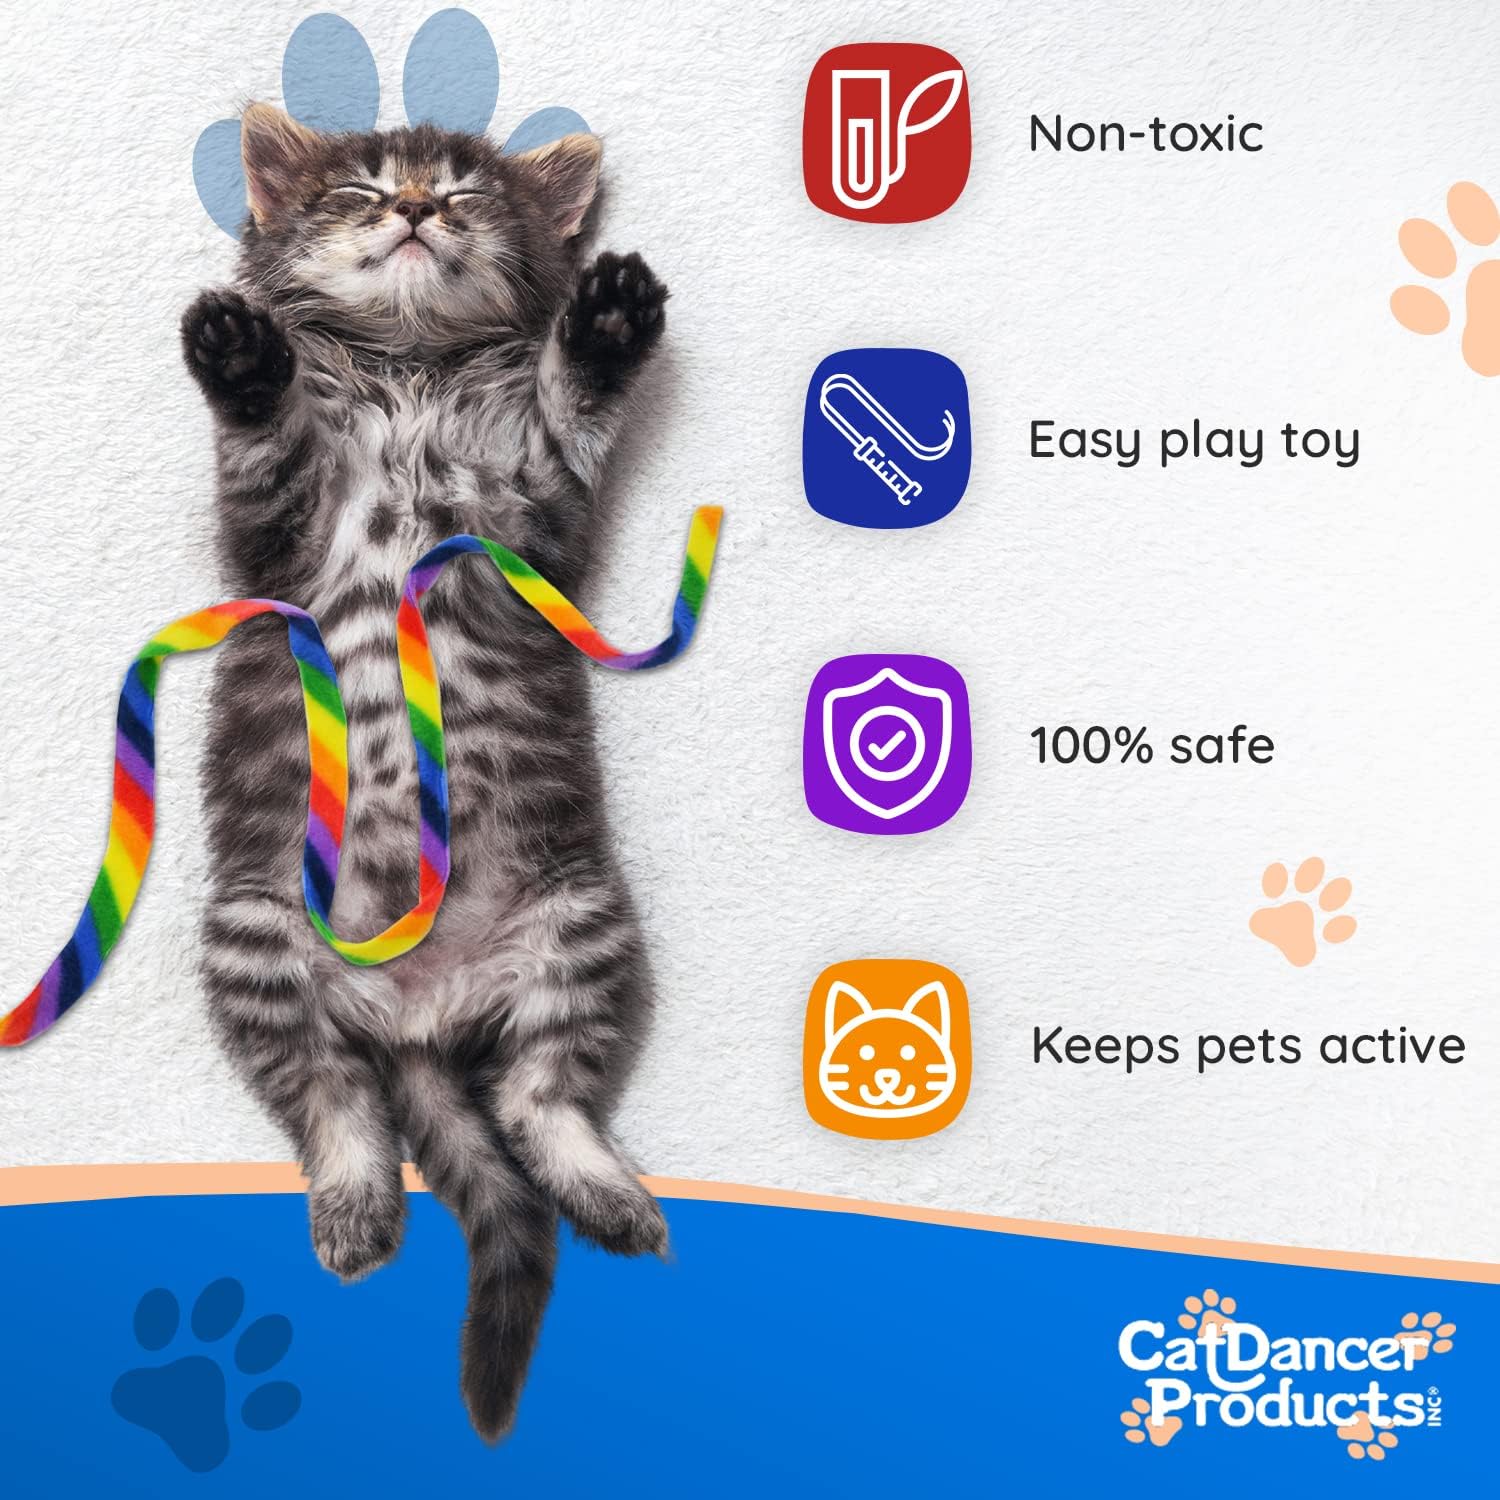 Non-toxic
Easy play toy
100% safe
Keeps pets active
CatDancer
Products INC®